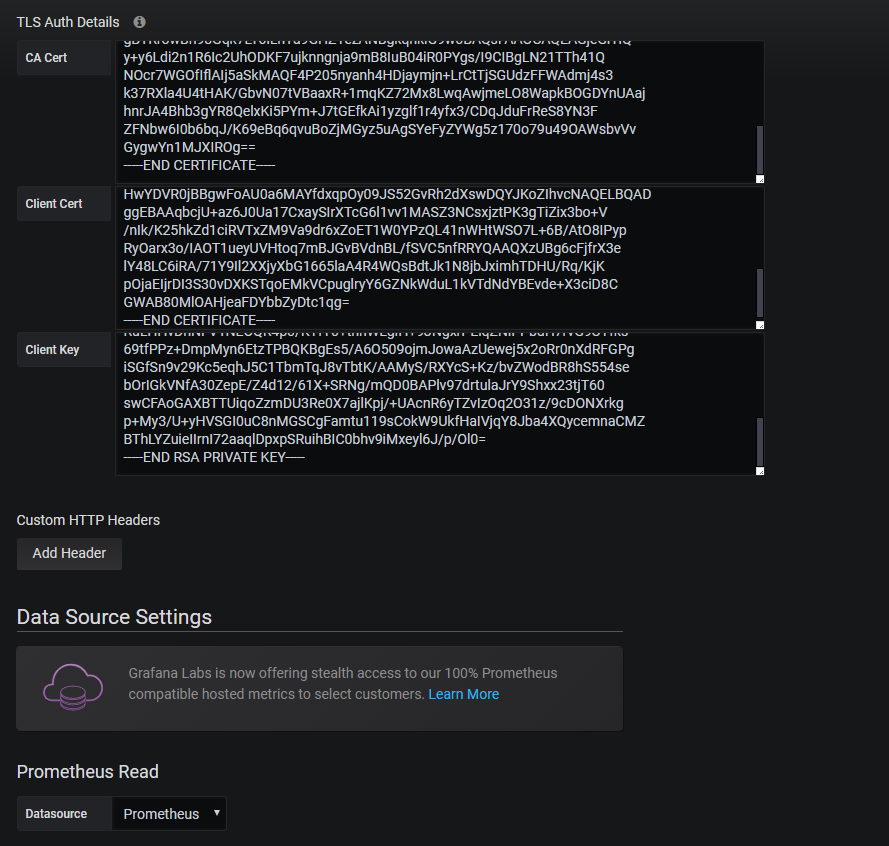 TLS Auth Details
CA Cert
y+y6Ldi2n1R6Ic2UhODKF7ujknngnja9mB8IuB04iR0PYgs/I9CIBgLN21TTh41Q
NOcr7WGOfIflAIj5aSkMAQF4P205nyanh4HDjaymjn+LrCtTjSGUdzFFWAdmj4s3
k37RXla4U4tHAK/GbvN07tVBaaxR+1mqKZ72Mx8LwqAwjmeLO8WapkBOGDYnUAaj
hnrJA4Bhb3gYR8QelxKi5PYm+J7tGEfkAi1yzglf1r4yfx3/CDqJduFrReS8YN3F
ZFNbw6I0b6bqJ/K69eBq6qvuBoZjMGyz5uAgSYeFyZYWg5z170o79u49OAWsbvVv
GygwYn1MJXIROg==
-----END CERTIFICATE-----
Client Cert
HwYDVR0jBBgwFoAU0a6MAYfdxqpOy09JS52GvRh2dXswDQYJKoZIhvcNAQELBQAD
ggEBAAqbcjU+az6J0Ua17CxaySIrXTcG6l1vv1MASZ3NCsxjztPK3gTiZix3bo+V
/nIk/K25hkZd1ciRVTxZM9Va9dr6xZoET1W0YPzQL41nWHtWSO7L+6B/AtO8IPyp
RyOarx3o/IAOT1ueyUVHtoq7mBJGvBVdnBL/fSVC5nfRRYQAAQXzUBg6cFjfrX3e
lY48LC6iRA/71Y9Il2XXjyXbG1665laA4R4WQsBdtJk1N8jbJximhTDHU/Rq/KjK
pOjaEIjrDI3S30vDXKSTqoEMkVCpuglryY6GZNkWduL1kVTdNdYBEvde+X3ciD8C
GWAB80MlOAHjeaFDYbbZyDtc1qg=
-----END CERTIFICATE-----
Client Key
69tfPPz+DmpMyn6EtzTPBQKBgEs5/A6O509ojmJowaAzUewej5x2oRr0nXdRFGPg
iSGfSn9v29Kc5eqhJ5C1TbmTqJ8vTbtK/AAMyS/RXYcS+Kz/bvZWodBR8hS554se
bOrIGkVNfA30ZepE/Z4d12/61X+SRNg/mQD0BAPlv97drtulaJrY9Shxx23tjT60
swCFAoGAXBTTUiqoZzmDU3Re0X7ajlKpj/+UAcnR6yTZvIzOq2O31z/9cDONXrkg
p+My3/U+yHVSGI0uC8nMGSCgFamtu119sCokW9UkfHaIVjqY8Jba4XQycemnaCMZ
BThLYZuieIIrnI72aaqlDpxpSRuihBIC0bhv9iMxeyl6J/p/Ol0=
-----END RSA PRIVATE KEY-----
Custom HTTP Headers
Add Header
Data Source Settings
Grafana Labs is now offering stealth access to our 100% Prometheus
compatible hosted metrics to select customers. Learn More
Prometheus Read
Datasource
Prometheus